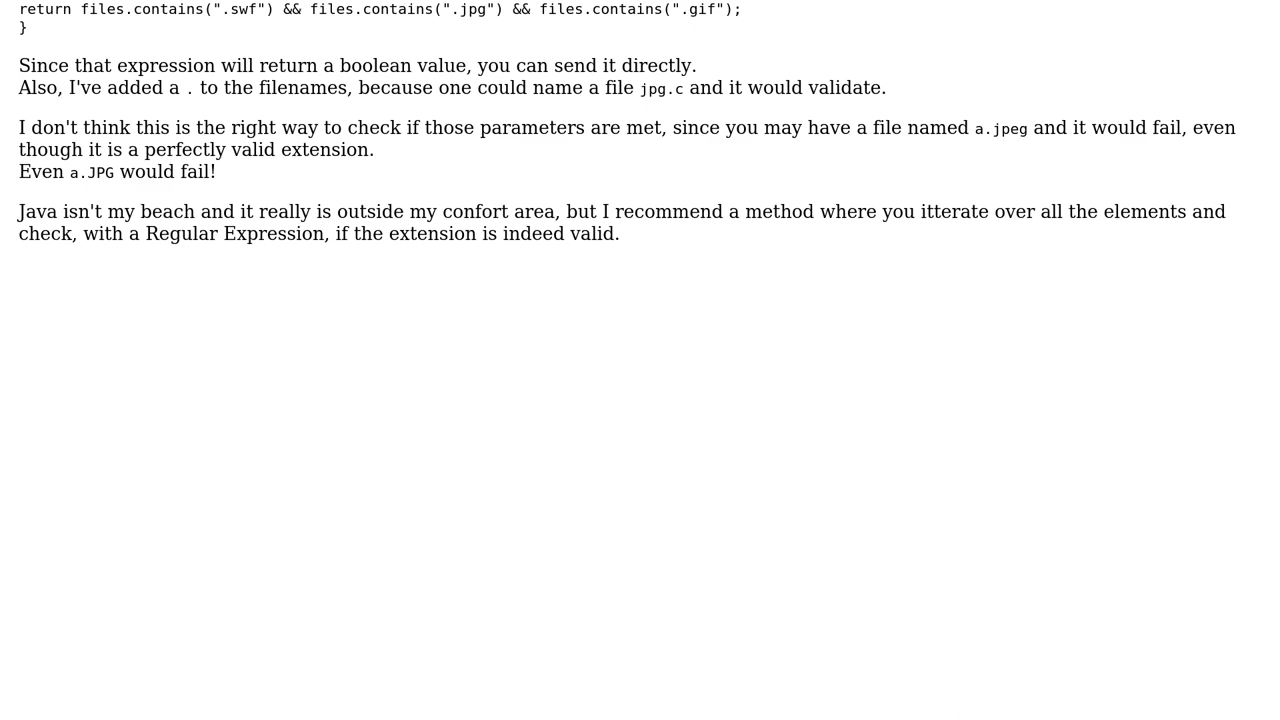 return files.contains(".swf") && files.contains(".jpg") && files.contains(".gif");
}
Since that expression will return a boolean value, you can send it directly.
Also, I've added a . to the filenames, because one could name a file jpg.c and it would validate.
I don't think this is the right way to check if those parameters are met, since you may have a file named a.jpeg and it would fail, even
though it is a perfectly valid extension.
Even a.JPG would fail!
Java isn't my beach and it really is outside my confort area, but I recommend a method where you itterate over all the elements and
check, with a Regular Expression, if the extension is indeed valid.